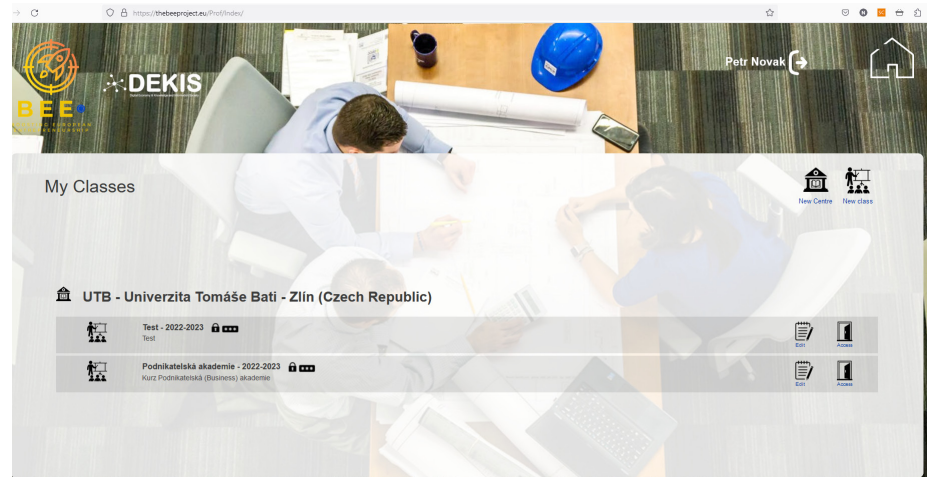 https://thebeeproject.eu/Prof/Index/
DEKIS
Petr Novak
BEE
My Classes
New Centre
New class
UTB - Univerzita Tomáše Bati - Zlín (Czech Republic)
Test - 2022-2023
Test
Edit
Access
Podnikatelská akademie - 2022-2023
Kurz Podnikatelská (Business) akademie
Edit
Access